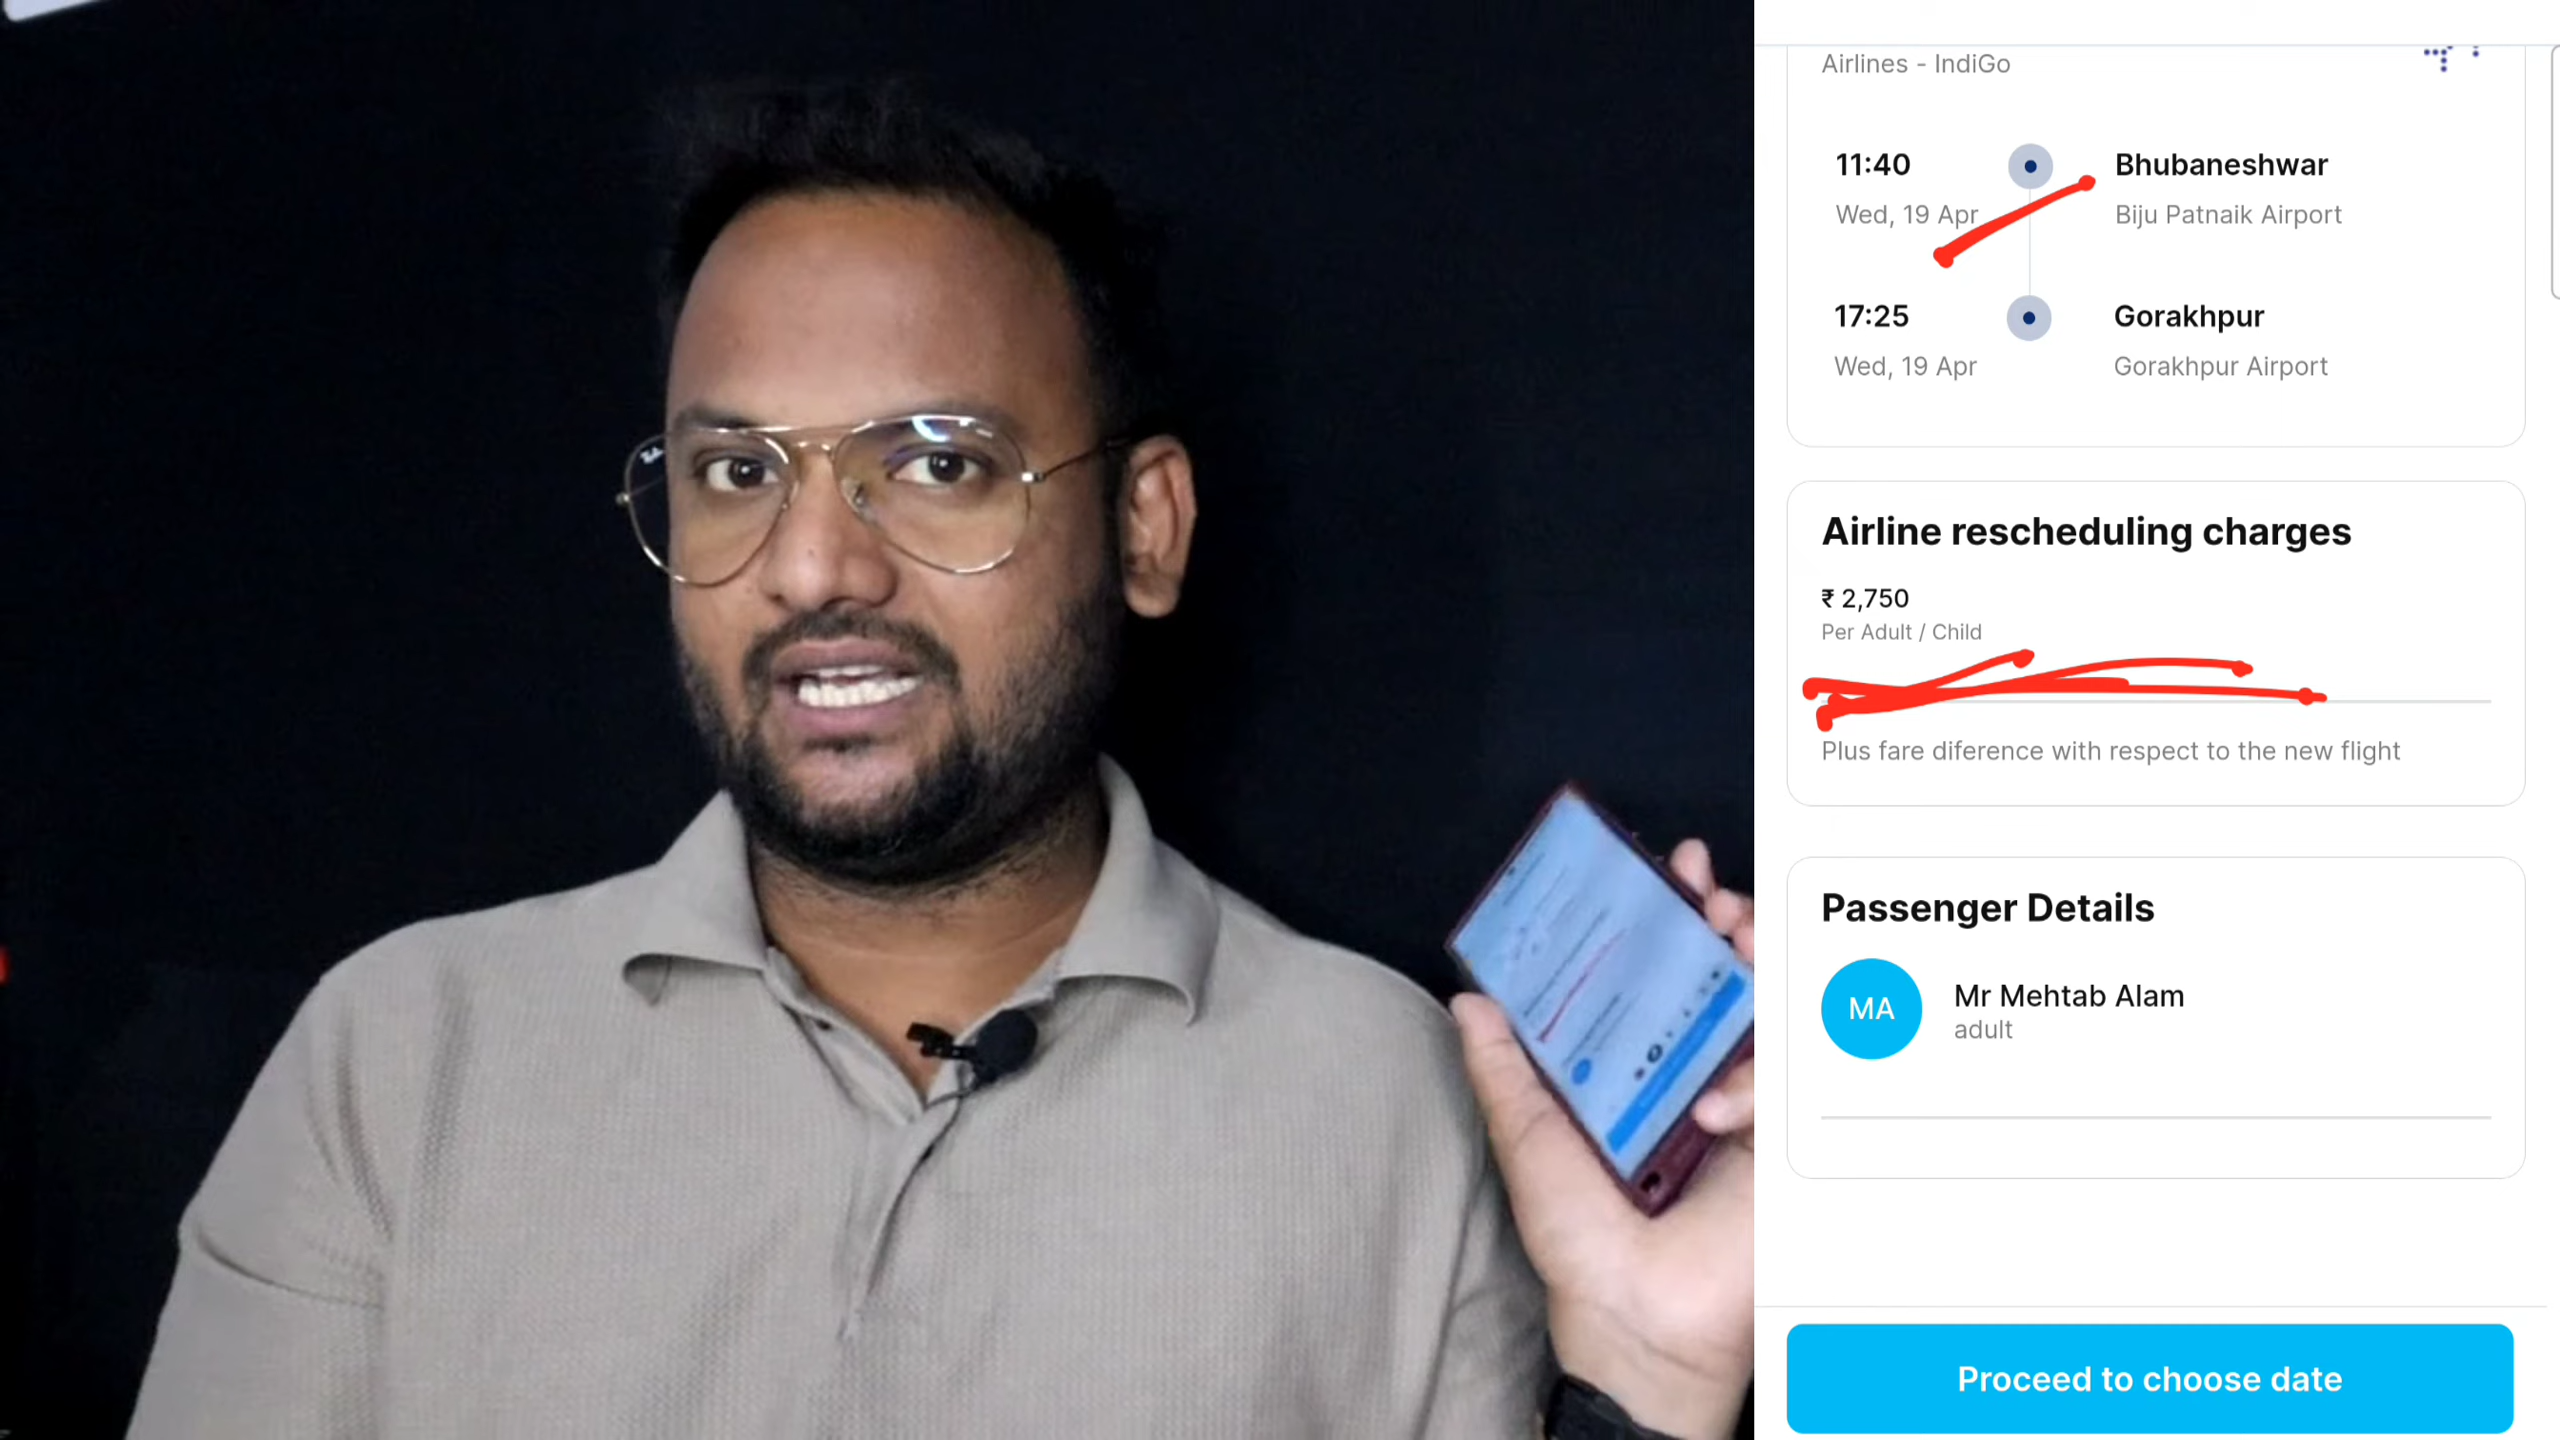 Airlines - IndiGo
11:40
Bhubaneshwar
Wed, 19 Apr
Biju Patnaik Airport
17:25
Gorakhpur
Wed, 19 Apr
Gorakhpur Airport
Airline rescheduling charges
₹ 2,750
Per Adult / Child
Plus fare diference with respect to the new flight
Passenger Details
MA
Mr Mehtab Alam
adult
Proceed to choose date